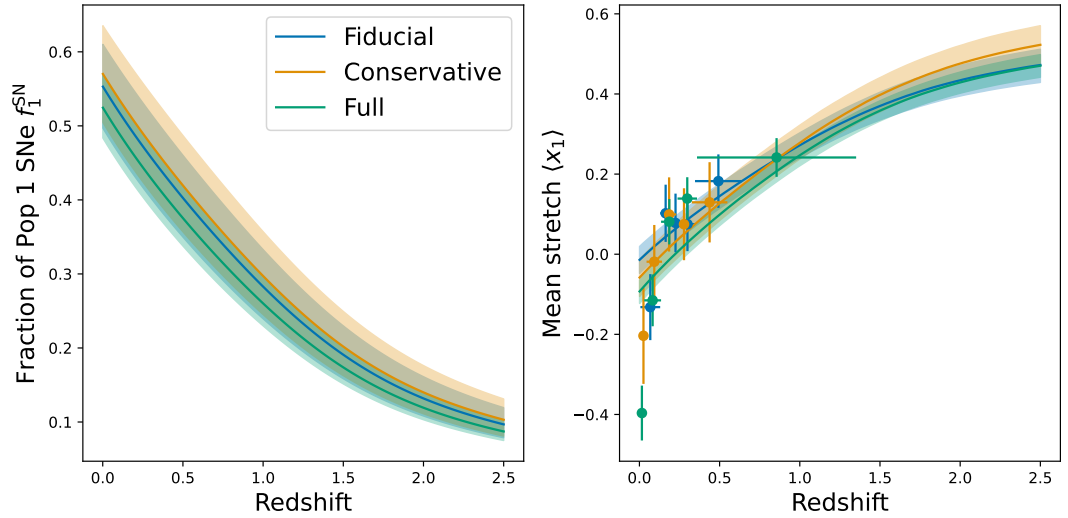 Fraction of Pop 1 SNe f₁^SN
0.6
0.5
0.4
0.3
0.2
0.1
Fiducial
Conservative
Full
0.0 0.5 1.0 1.5 2.0 2.5
Redshift
Mean stretch ⟨x₁⟩
0.6
0.4
0.2
0.0
−0.2
−0.4
0.0 0.5 1.0 1.5 2.0 2.5
Redshift